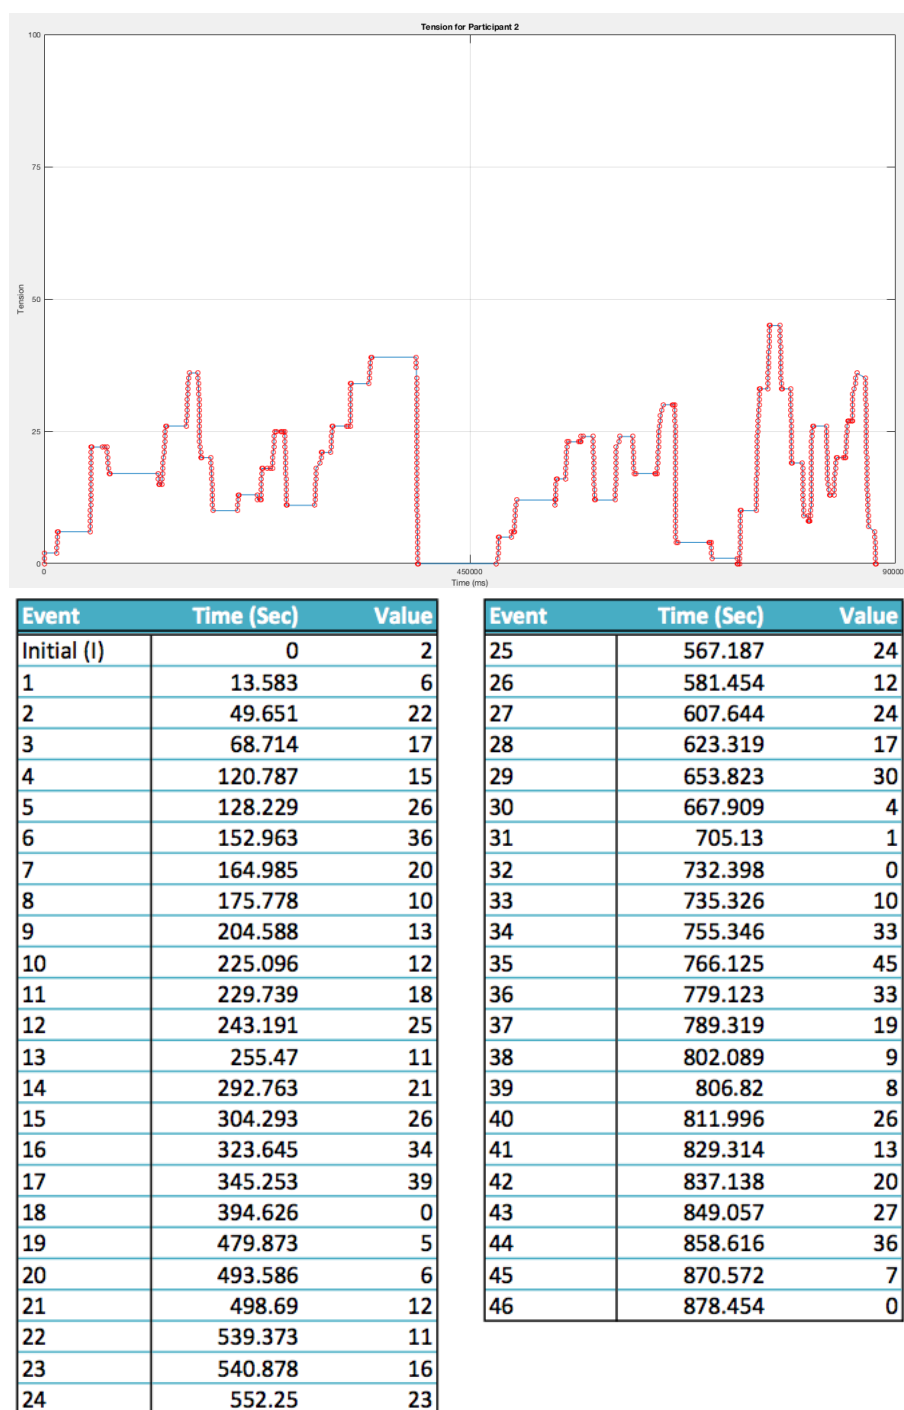 Tension for Participant 2
100
75
50
25
0
Tension
0 450000 90000
Time (ms)
Event Time (Sec) Value
Initial (I) 0 2
1 13.583 6
2 49.651 22
3 68.714 17
4 120.787 15
5 128.229 26
6 152.963 36
7 164.985 20
8 175.778 10
9 204.588 13
10 225.096 12
11 229.739 18
12 243.191 25
13 255.47 11
14 292.763 21
15 304.293 26
16 323.645 34
17 345.253 39
18 394.626 0
19 479.873 5
20 493.586 6
21 498.69 12
22 539.373 11
23 540.878 16
24 552.25 23
Event Time (Sec) Value
25 567.187 24
26 581.454 12
27 607.644 24
28 623.319 17
29 653.823 30
30 667.909 4
31 705.13 1
32 732.398 0
33 735.326 10
34 755.346 33
35 766.125 45
36 779.123 33
37 789.319 19
38 802.089 9
39 806.82 8
40 811.996 26
41 829.314 13
42 837.138 20
43 849.057 27
44 858.616 36
45 870.572 7
46 878.454 0